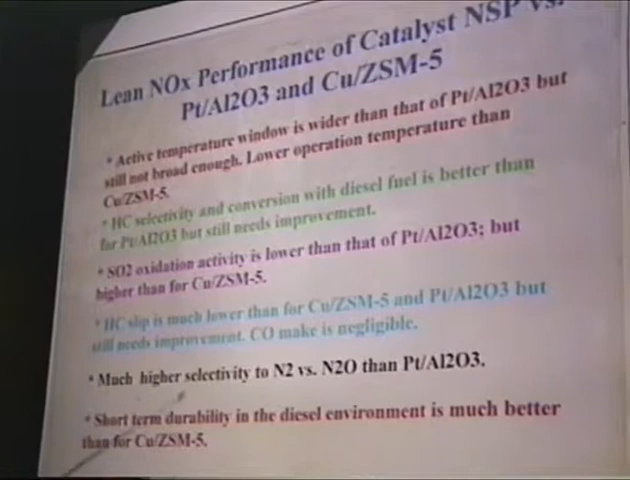 Lean NOx Performance of Catalyst NSP vs.
Pt/Al2O3 and Cu/ZSM-5
* Active temperature window is wider than that of Pt/Al2O3 but
still not broad enough. Lower operation temperature than
Cu/ZSM-5.
* HC selectivity and conversion with diesel fuel is better than
for Pt/Al2O3 but still needs improvement.
* SO2 oxidation activity is lower than that of Pt/Al2O3; but
higher than for Cu/ZSM-5.
* HC slip is much lower than for Cu/ZSM-5 and Pt/Al2O3 but
still needs improvement. CO make is negligible.
* Much higher selectivity to N2 vs. N2O than Pt/Al2O3.
* Short term durability in the diesel environment is much better
than for Cu/ZSM-5.